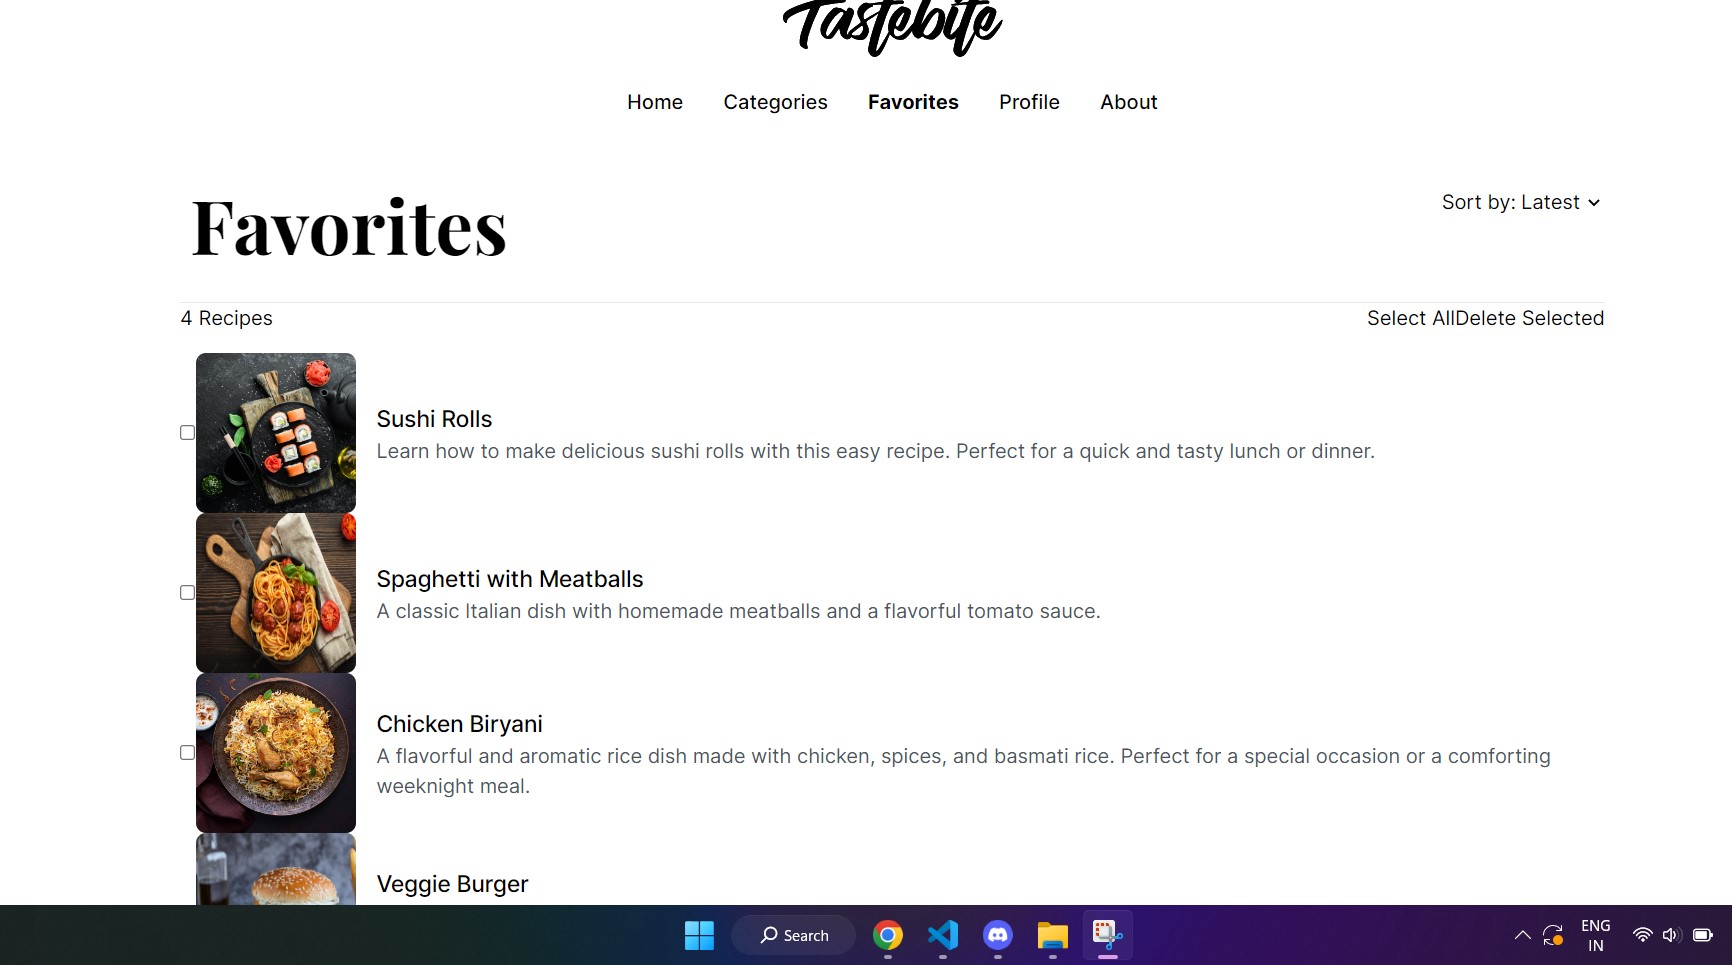 Tastebite
Home Categories Favorites Profile About
Favorites
Sort by: Latest
4 Recipes
Select AllDelete Selected
Sushi Rolls
Learn how to make delicious sushi rolls with this easy recipe. Perfect for a quick and tasty lunch or dinner.
Spaghetti with Meatballs
A classic Italian dish with homemade meatballs and a flavorful tomato sauce.
Chicken Biryani
A flavorful and aromatic rice dish made with chicken, spices, and basmati rice. Perfect for a special occasion or a comforting
weeknight meal.
Veggie Burger
Search
ENG
IN